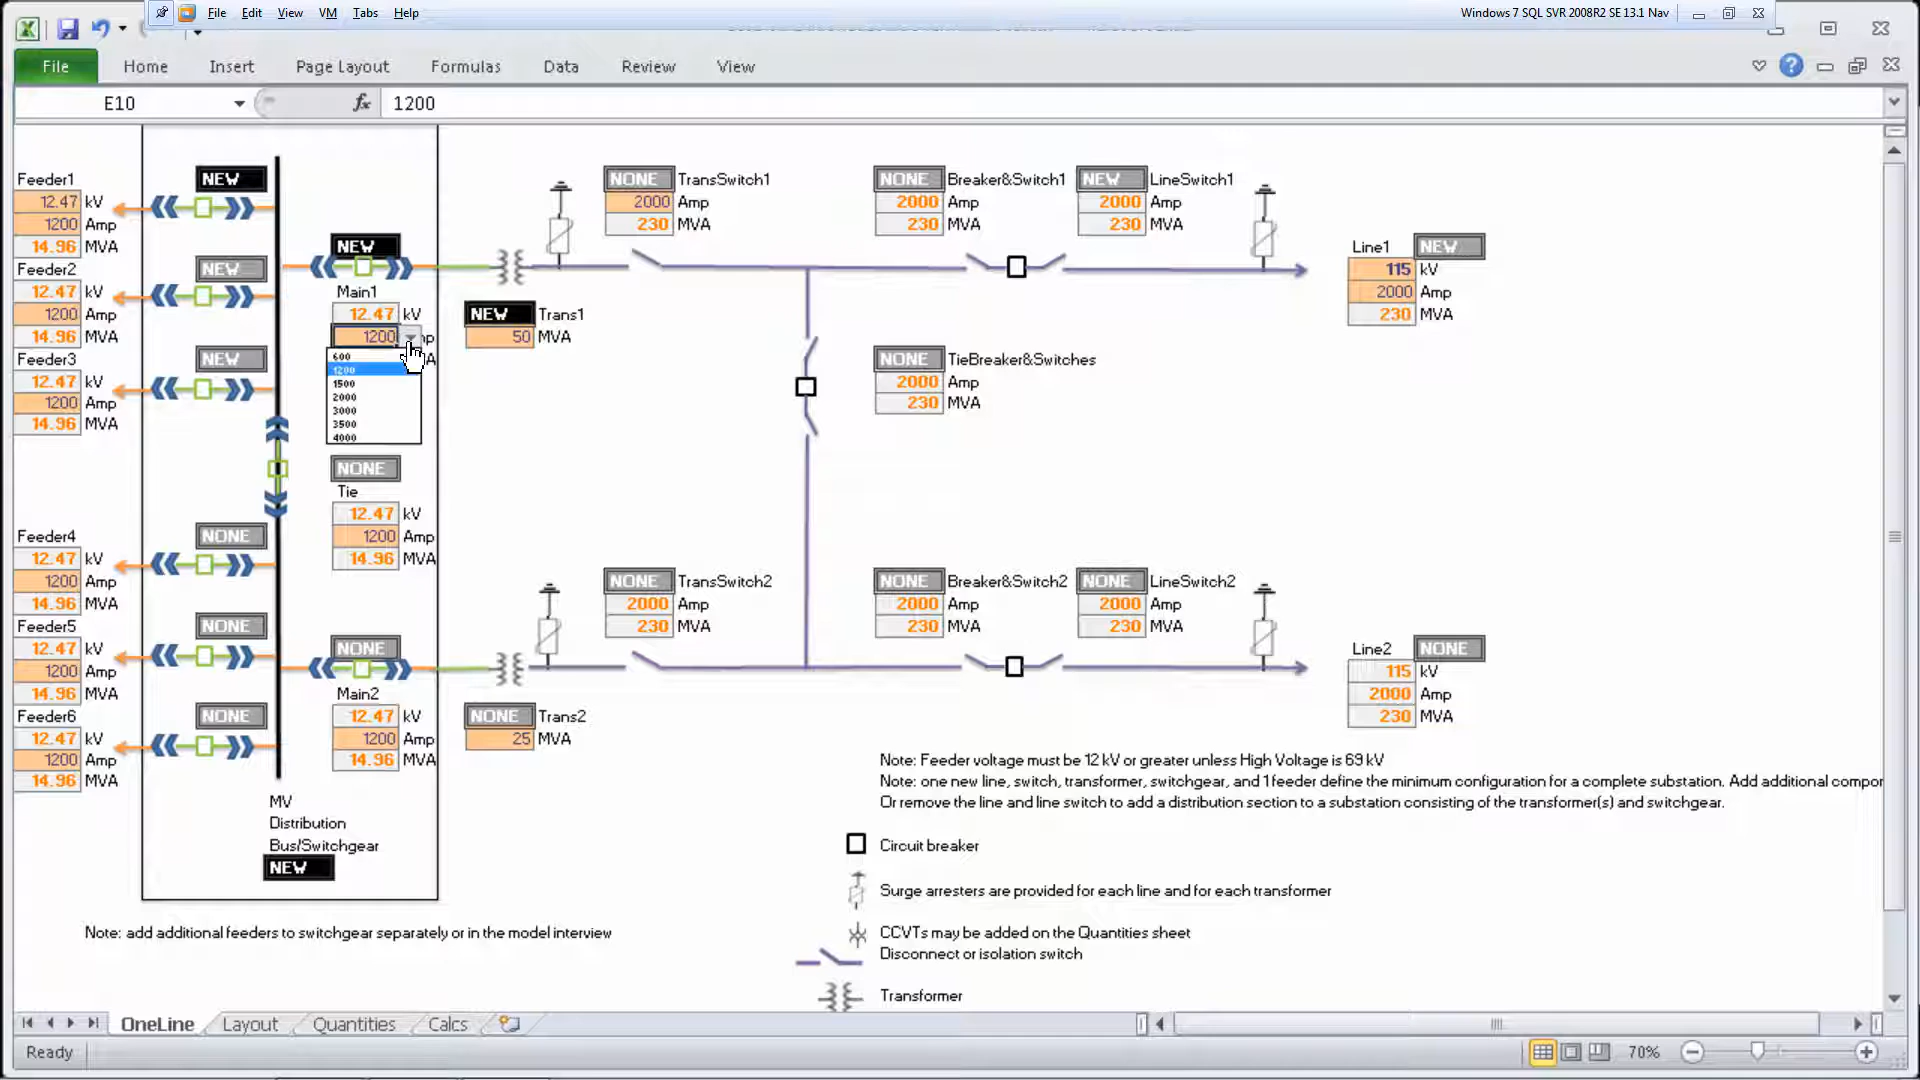 File Edit View VM Tabs Help
Windows 7 SQL SVR 2008R2 SE 13.1 Nav
File Home Insert Page Layout Formulas Data Review View
E10 fx 1200
Feeder1
12.47 kV
1200 Amp
14.96 MVA
Feeder2
12.47 kV
1200 Amp
14.96 MVA
Feeder3
12.47 kV
1200 Amp
14.96 MVA
Feeder4
12.47 kV
1200 Amp
14.96 MVA
Feeder5
12.47 kV
1200 Amp
14.96 MVA
Feeder6
12.47 kV
1200 Amp
14.96 MVA
NEW
NEW
NEW
NONE
NONE
NONE
MV
Distribution
Bus/Switchgear
NEW
NEW
Main1
12.47 kV
1200
600
1200
1500
2000
3000
3500
4000
NONE
Tie
12.47 kV
1200 Amp
14.96 MVA
NONE
Main2
12.47 kV
1200 Amp
14.96 MVA
NEW Trans1
50 MVA
NONE Trans2
25 MVA
NONE TransSwitch1
2000 Amp
230 MVA
NONE Breaker&Switch1
2000 Amp
230 MVA
NEW LineSwitch1
2000 Amp
230 MVA
Line1 NEW
115 kV
2000 Amp
230 MVA
NONE TieBreaker&Switches
2000 Amp
230 MVA
NONE TransSwitch2
2000 Amp
230 MVA
NONE Breaker&Switch2
2000 Amp
230 MVA
NONE LineSwitch2
2000 Amp
230 MVA
Line2 NONE
115 kV
2000 Amp
230 MVA
Note: Feeder voltage must be 12 kV or greater unless High Voltage is 69 kV
Note: one new line, switch, transformer, switchgear, and 1 feeder define the minimum configuration for a complete substation. Add additional compor
Or remove the line and line switch to add a distribution section to a substation consisting of the transformer(s) and switchgear.
Circuit breaker
Surge arresters are provided for each line and for each transformer
CCVTs may be added on the Quantities sheet
Disconnect or isolation switch
Transformer
Note: add additional feeders to switchgear separately or in the model interview
OneLine Layout Quantities Calcs
Ready
70%